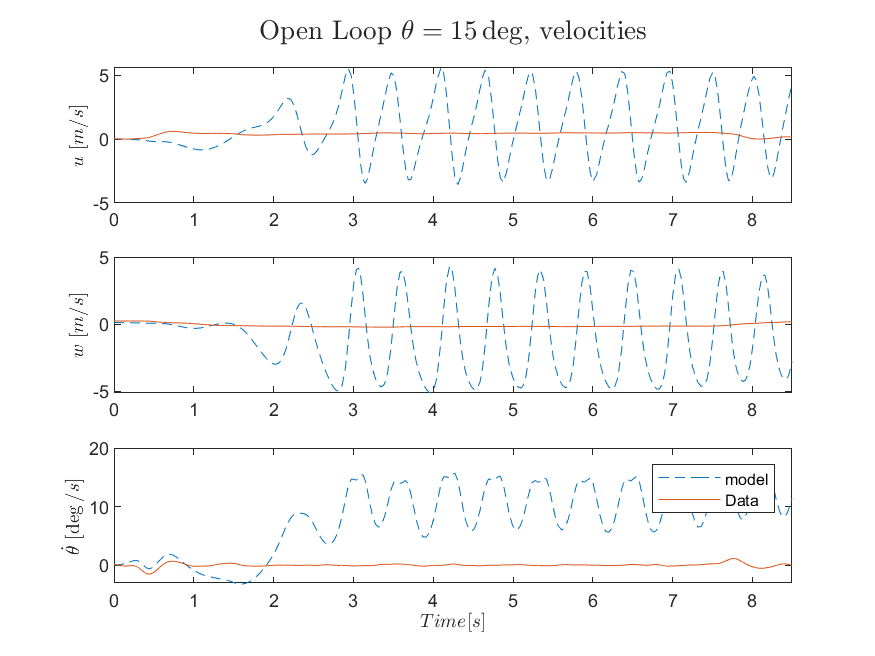 Open Loop θ = 15 deg, velocities
5
0
-5
u [m/s]
0 1 2 3 4 5 6 7 8
5
0
-5
w [m/s]
0 1 2 3 4 5 6 7 8
20
10
0
θ̇ [deg/s]
model
Data
0 1 2 3 4 5 6 7 8
Time[s]